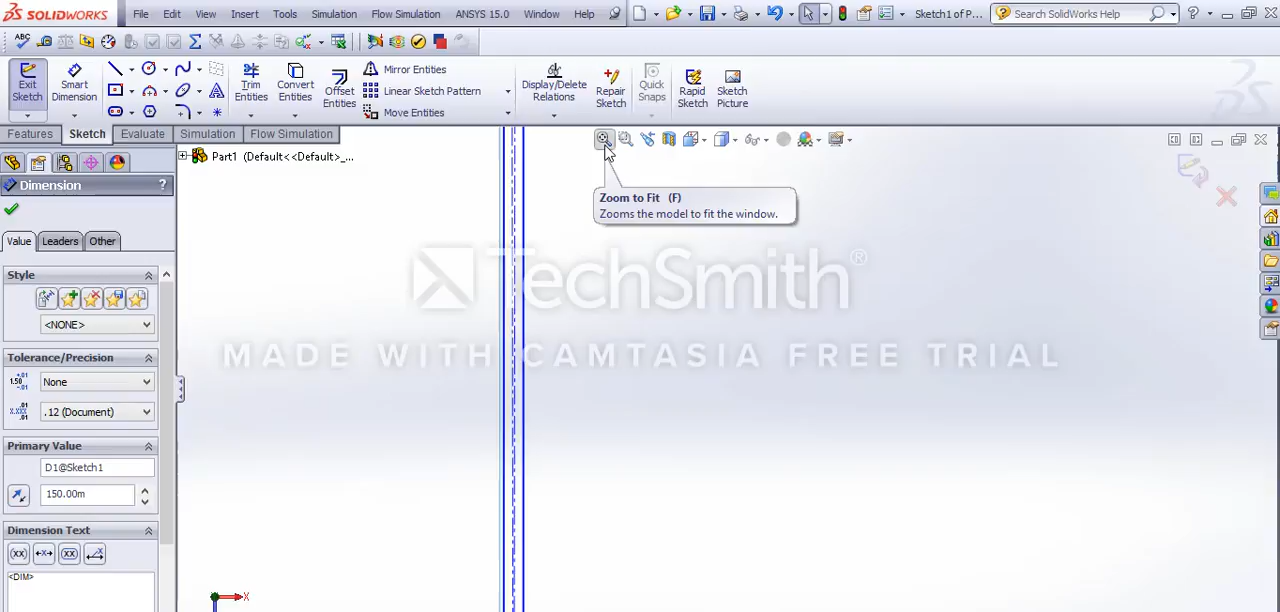 SOLIDWORKS
File
Edit
View
Insert
Tools
Simulation
Flow Simulation
ANSYS 15.0
Window
Help
Sketch1 of P...
Search SolidWorks Help
?
ABC
Exit Sketch
Smart Dimension
Trim Entities
Convert Entities
Offset Entities
Mirror Entities
Linear Sketch Pattern
Move Entities
Display/Delete Relations
Repair Sketch
Quick Snaps
Rapid Sketch
Sketch Picture
Features
Sketch
Evaluate
Simulation
Flow Simulation
Part1 (Default<<Default>_...
Zoom to Fit (F)
Zooms the model to fit the window.
Dimension
?
Value
Leaders
Other
Style
<NONE>
Tolerance/Precision
None
.12 (Document)
Primary Value
D1@Sketch1
150.00m
Dimension Text
<DIM>
X
TechSmith®
MADE WITH CAMTASIA FREE TRIAL